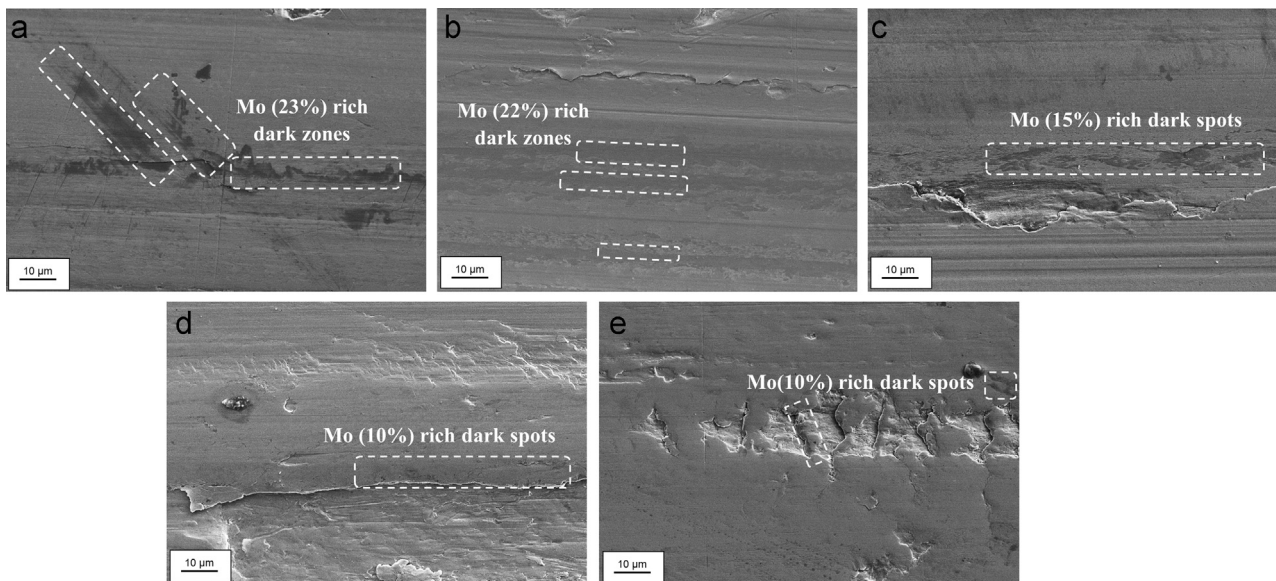 a
Mo (23%) rich
dark zones
10 µm
b
Mo (22%) rich
dark zones
10 µm
c
Mo (15%) rich dark spots
10 µm
d
Mo (10%) rich dark spots
10 µm
e
Mo(10%) rich dark spots
10 µm